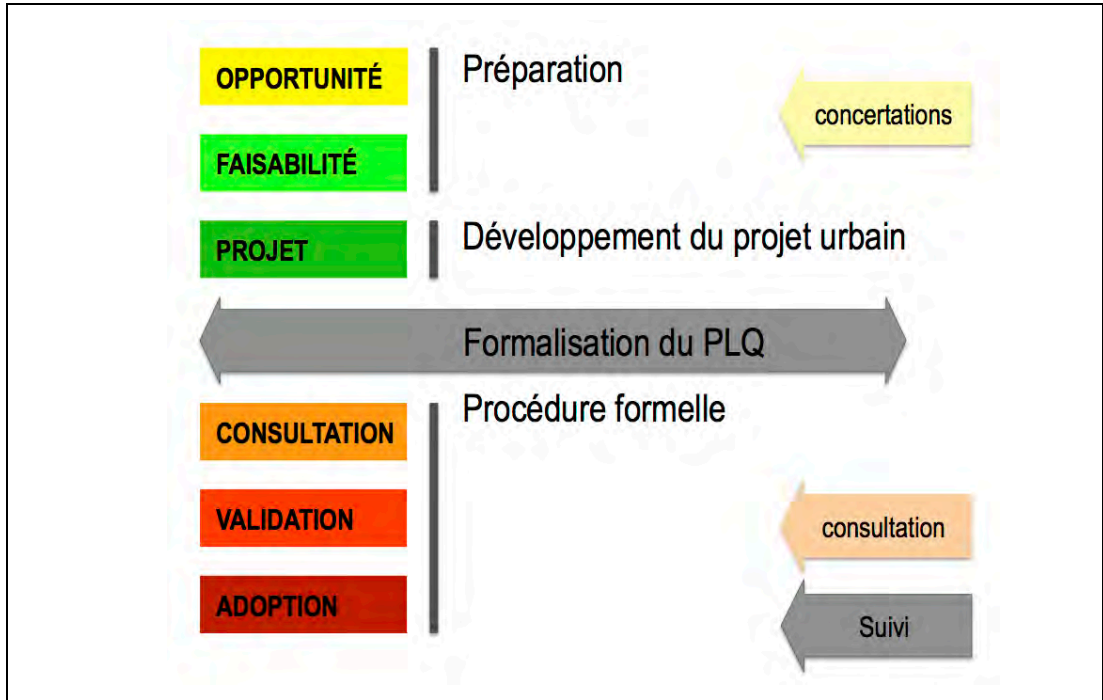 OPPORTUNITÉ
Préparation
concertations
FAISABILITÉ
PROJET
Développement du projet urbain
Formalisation du PLQ
Procédure formelle
CONSULTATION
VALIDATION
consultation
ADOPTION
Suivi